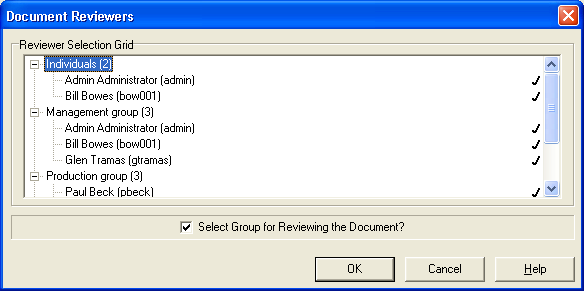 Document Reviewers
Reviewer Selection Grid
Individuals (2)
Admin Administrator (admin)
Bill Bowes (bow001)
Management group (3)
Admin Administrator (admin)
Bill Bowes (bow001)
Glen Tramas (gtramas)
Production group (3)
Paul Beck (pbeck)
Select Group for Reviewing the Document?
OK
Cancel
Help